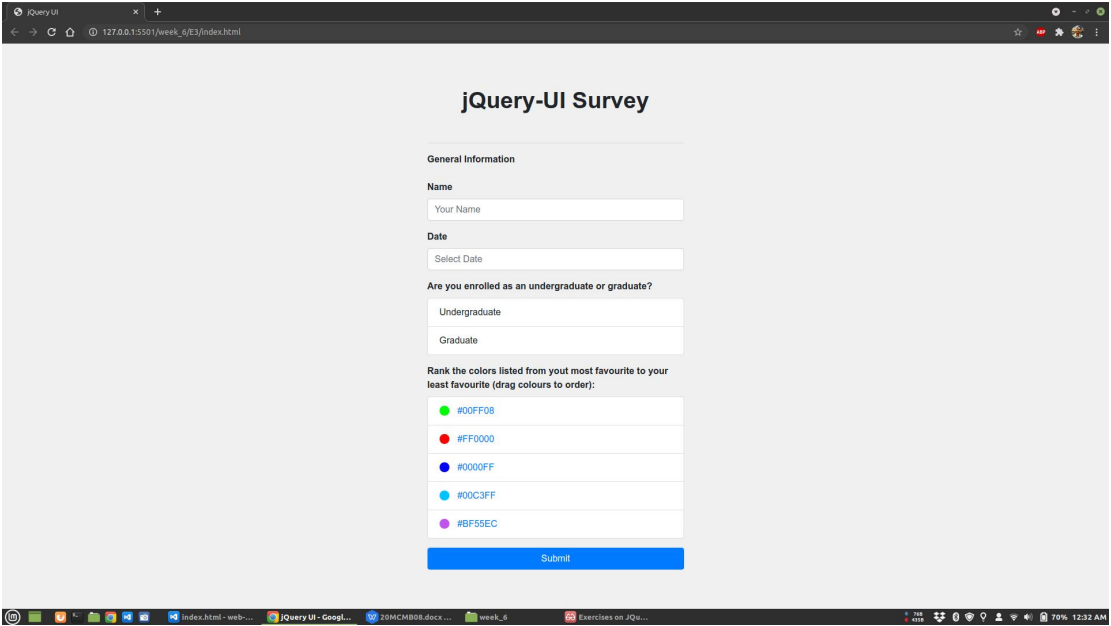 jQuery UI
127.0.0.1:5501/week_6/E3/index.html
ABP
jQuery-UI Survey
General Information
Name
Your Name
Date
Select Date
Are you enrolled as an undergraduate or graduate?
Undergraduate
Graduate
Rank the colors listed from yout most favourite to your
least favourite (drag colours to order):
#00FF08
#FF0000
#0000FF
#00C3FF
#BF55EC
Submit
index.html - web-... jQuery UI - Googl... 20MCMB08.docx ... week_6 Exercises on JQu... 70% 12:32 AM